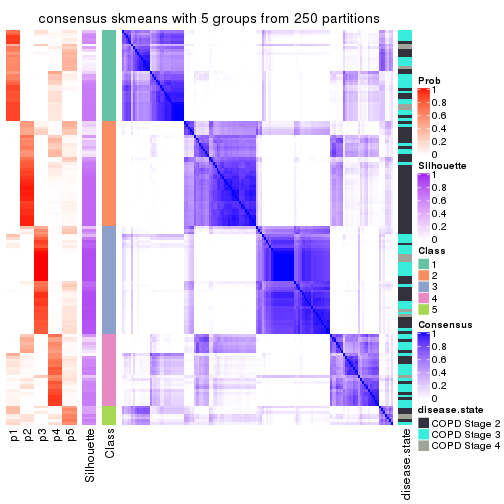 consensus skmeans with 5 groups from 250 partitions
p1
p2
p3
p4
p5
Silhouette
Class
disease.state
Prob
1
0.8
0.6
0.4
0.2
0
Silhouette
1
0.8
0.6
0.4
0.2
0
Class
1
2
3
4
5
Consensus
1
0.8
0.6
0.4
0.2
0
disease.state
COPD Stage 2
COPD Stage 3
COPD Stage 4